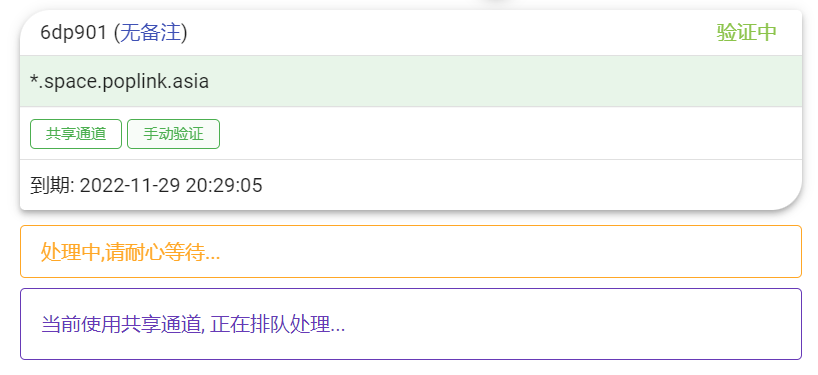 6dp901 (无备注)
验证中
*.space.poplink.asia
共享通道 手动验证
到期: 2022-11-29 20:29:05
处理中,请耐心等待...
当前使用共享通道, 正在排队处理...